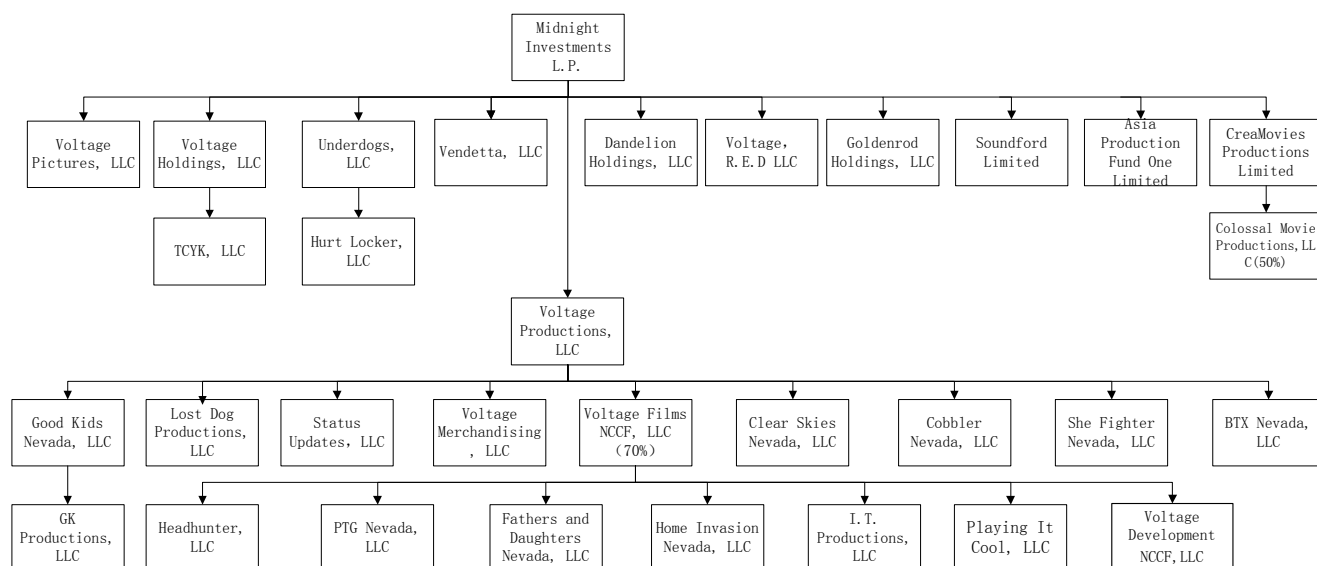 Midnight
Investments
L.P.
Voltage
Pictures, LLC
Voltage
Holdings, LLC
Underdogs,
LLC
Vendetta, LLC
Dandelion
Holdings, LLC
Voltage,
R.E.D LLC
Goldenrod
Holdings, LLC
Soundford
Limited
Asia
Production
Fund One
Limited
CreaMovies
Productions
Limited
TCYK, LLC
Hurt Locker,
LLC
Colossal Movie
Productions,LL
C(50%)
Voltage
Productions,
LLC
Good Kids
Nevada, LLC
Lost Dog
Productions,
LLC
Status
Updates, LLC
Voltage
Merchandising
, LLC
Voltage Films
NCCF, LLC
(70%)
Clear Skies
Nevada, LLC
Cobbler
Nevada, LLC
She Fighter
Nevada, LLC
BTX Nevada,
LLC
GK
Productions,
LLC
Headhunter,
LLC
PTG Nevada,
LLC
Fathers and
Daughters
Nevada, LLC
Home Invasion
Nevada, LLC
I.T.
Productions,
LLC
Playing It
Cool, LLC
Voltage
Development
NCCF,LLC